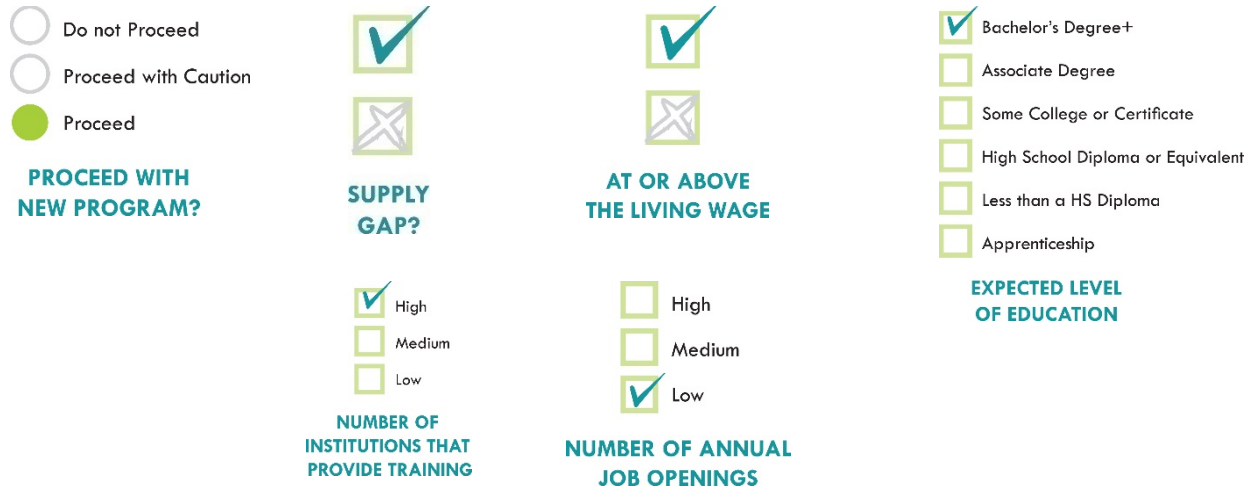 Do not Proceed
Proceed with Caution
Proceed
PROCEED WITH
NEW PROGRAM?
SUPPLY
GAP?
AT OR ABOVE
THE LIVING WAGE
Bachelor's Degree+
Associate Degree
Some College or Certificate
High School Diploma or Equivalent
Less than a HS Diploma
Apprenticeship
EXPECTED LEVEL
OF EDUCATION
High
Medium
Low
NUMBER OF
INSTITUTIONS THAT
PROVIDE TRAINING
High
Medium
Low
NUMBER OF ANNUAL
JOB OPENINGS